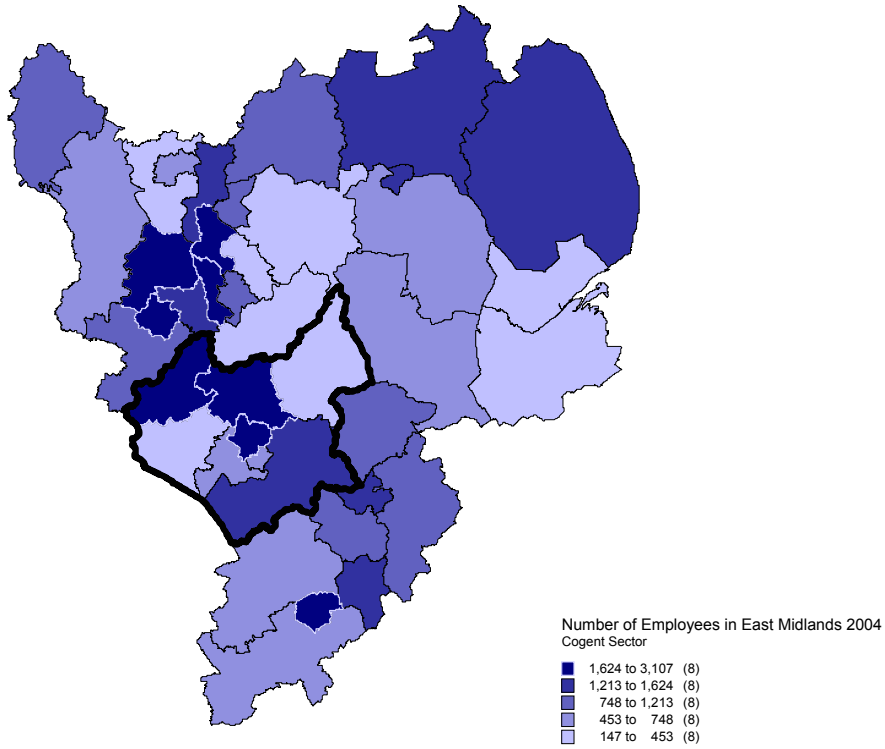 Number of Employees in East Midlands 2004
Cogent Sector
1,624 to 3,107 (8)
1,213 to 1,624 (8)
748 to 1,213 (8)
453 to 748 (8)
147 to 453 (8)